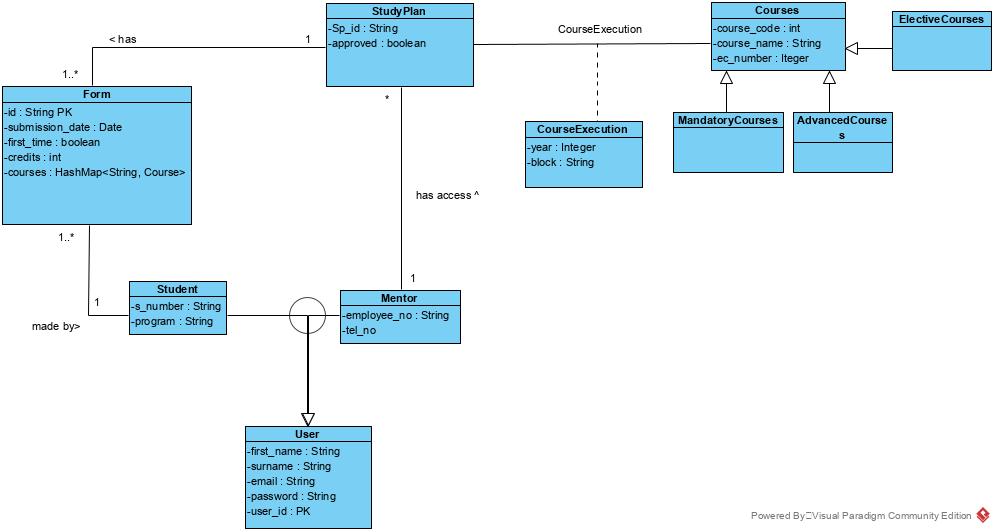 StudyPlan
-Sp_id : String
-approved : boolean
< has
1
1..*
CourseExecution
Courses
-course_code : int
-course_name : String
-ec_number : Iteger
ElectiveCourses
MandatoryCourses
AdvancedCourse
s
CourseExecution
-year : Integer
-block : String
Form
-id : String PK
-submission_date : Date
-first_time : boolean
-credits : int
-courses : HashMap<String, Course>
*
has access ^
1
1..*
1
made by>
Student
-s_number : String
-program : String
Mentor
-employee_no : String
-tel_no
User
-first_name : String
-surname : String
-email : String
-password : String
-user_id : PK
Powered By Visual Paradigm Community Edition